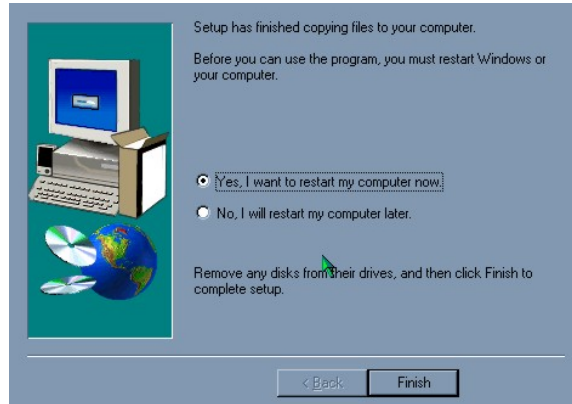 Setup has finished copying files to your computer.
Before you can use the program, you must restart Windows or
your computer.
Yes, I want to restart my computer now.
No, I will restart my computer later.
Remove any disks from their drives, and then click Finish to
complete setup.
< Back
Finish